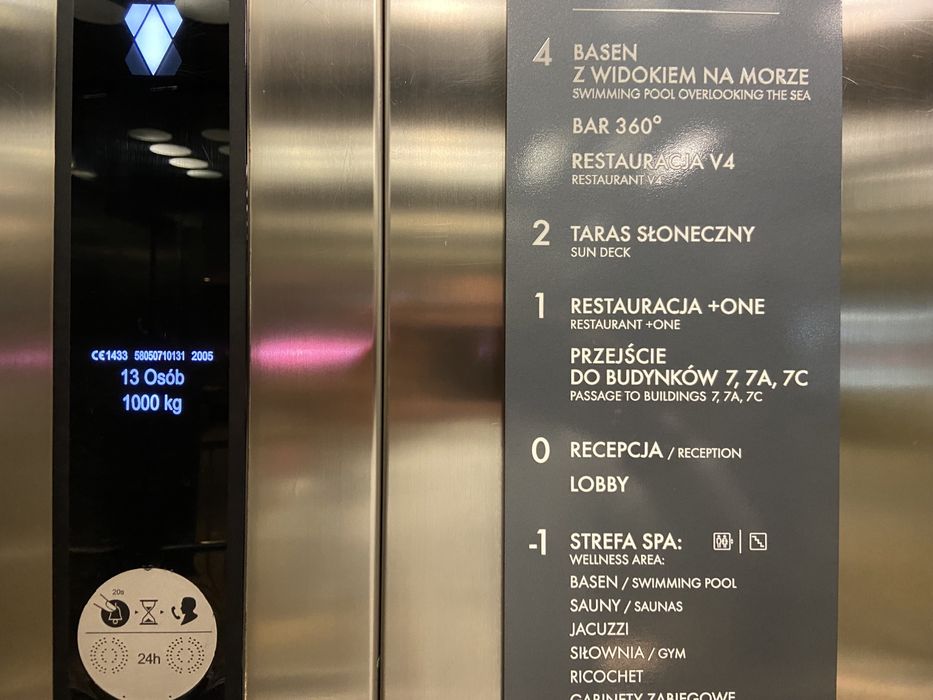 CE1433 58050710131 2005
13 Osób
1000 kg
20s
24h
4 BASEN
Z WIDOKIEM NA MORZE
SWIMMING POOL OVERLOOKING THE SEA
BAR 360°
RESTAURACJA V4
RESTAURANT V4
2 TARAS SŁONECZNY
SUN DECK
1 RESTAURACJA +ONE
RESTAURANT +ONE
PRZEJŚCIE
DO BUDYNKÓW 7, 7A, 7C
PASSAGE TO BUILDINGS 7, 7A, 7C
0 RECEPCJA / RECEPTION
LOBBY
-1 STREFA SPA:
WELLNESS AREA:
BASEN / SWIMMING POOL
SAUNY / SAUNAS
JACUZZI
SIŁOWNIA / GYM
RICOCHET
GABINETY ZABIEGOWE